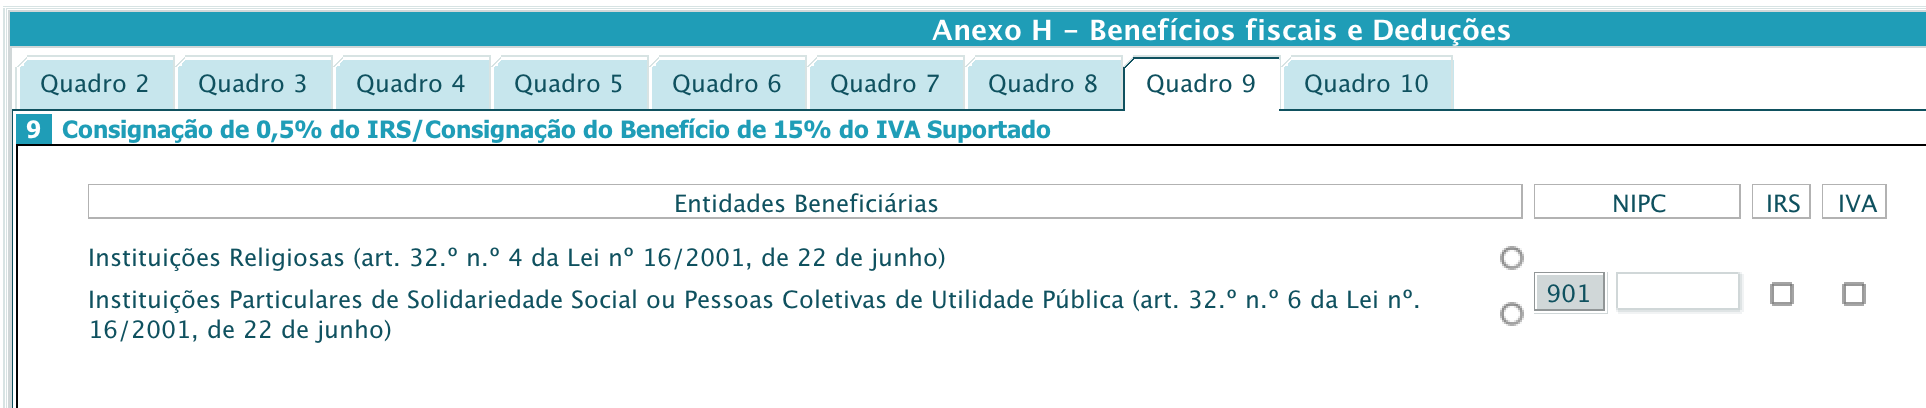 Anexo H - Benefícios fiscais e Deduções
Quadro 2 Quadro 3 Quadro 4 Quadro 5 Quadro 6 Quadro 7 Quadro 8 Quadro 9 Quadro 10
9 Consignação de 0,5% do IRS/Consignação do Benefício de 15% do IVA Suportado
Entidades Beneficiárias NIPC IRS IVA
Instituições Religiosas (art. 32.º n.º 4 da Lei nº 16/2001, de 22 de junho)
Instituições Particulares de Solidariedade Social ou Pessoas Coletivas de Utilidade Pública (art. 32.º n.º 6 da Lei nº. 901
16/2001, de 22 de junho)